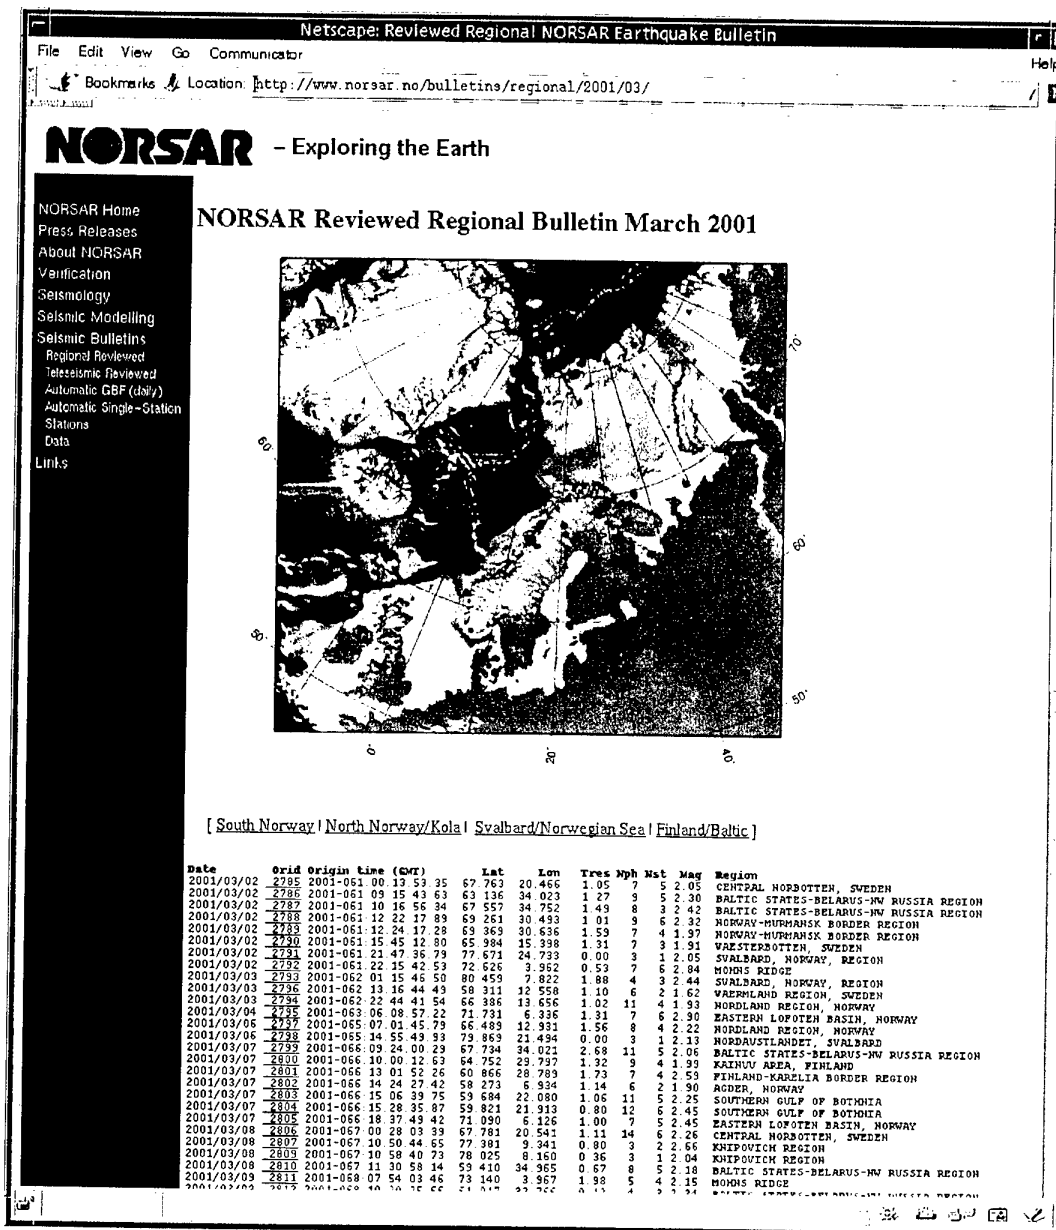 Netscape: Reviewed Regional NORSAR Earthquake Bulletin
File Edit View Go Communicator
Help
Bookmarks Location: http://www.norsar.no/bulletins/regional/2001/03/
NORSAR – Exploring the Earth
NORSAR Home
Press Releases
About NORSAR
Verification
Seismology
Seismic Modelling
Seismic Bulletins
Regional Reviewed
Teleseismic Reviewed
Automatic GBF (daily)
Automatic Single-Station
Stations
Data
Links
NORSAR Reviewed Regional Bulletin March 2001
70°
60°
60°
50°
50°
0°
20°
40°
[ South Norway | North Norway/Kola | Svalbard/Norwegian Sea | Finland/Baltic ]
Date Orid Origin time (GMT) Lat Lon Tres Nph Nst Mag Region
2001/03/02 2785 2001-061.00.13.53.35 67.763 20.466 1.05 7 5 2.05 CENTRAL NORBOTTEN, SWEDEN
2001/03/02 2786 2001-061 09 15 43 63 63 136 34.023 1 27 9 5 2.30 BALTIC STATES-BELARUS-NW RUSSIA REGION
2001/03/02 2787 2001-061 10 16 56 34 67 557 34.752 1.49 8 3 2 42 BALTIC STATES-BELARUS-NW RUSSIA REGION
2001/03/02 2788 2001-061 12 22 17 89 69 261 30.493 1 01 9 6 2.32 NORWAY-MURMANSK BORDER REGION
2001/03/02 2789 2001-061:12.24.17.28 69 369 30.636 1.59 7 4 1.97 NORWAY-MURMANSK BORDER REGION
2001/03/02 2790 2001-061.15.45 12.80 65.984 15.398 1.31 7 3 1.91 VAESTERBOTTEN, SWEDEN
2001/03/02 2791 2001-061.21.47.36.79 77.671 24.733 0.00 3 1 2.05 SVALBARD, NORWAY, REGION
2001/03/02 2792 2001-061.22.15 42.53 72.626 3.962 0.53 7 6 2.84 MOHNS RIDGE
2001/03/03 2793 2001-062 01 15 46 50 80 459 7.822 1.88 4 3 2.44 SVALBARD, NORWAY, REGION
2001/03/03 2796 2001-062 13.16 44 49 58 311 12 558 1.10 6 2 1.62 VAERMLAND REGION, SWEDEN
2001/03/03 2794 2001-062:22 44 41 54 66 386 13.656 1.02 11 4 1.93 NORDLAND REGION, NORWAY
2001/03/04 2795 2001-063:06.08.57.22 71.731 6.336 1.31 7 6 2.90 EASTERN LOFOTEN BASIN, NORWAY
2001/03/06 2797 2001-065:07.01.45.79 66.489 12.931 1.56 8 4 2.22 NORDLAND REGION, NORWAY
2001/03/06 2798 2001-065:14.55.49.93 79.869 21.494 0.00 3 1 2.13 NORDAUSTLANDET, SVALBARD
2001/03/07 2799 2001-066:09.24.00.29 67.734 34.021 2.68 11 5 2.06 BALTIC STATES-BELARUS-NW RUSSIA REGION
2001/03/07 2800 2001-066.10.00.12.63 64 752 29.797 1.32 9 4 1.99 KAINUU AREA, FINLAND
2001/03/07 2801 2001-066 13 01 52 26 60 866 28.789 1.73 7 4 2.59 FINLAND-KARELIA BORDER REGION
2001/03/07 2802 2001-066 14 24 27.42 58 273 6.934 1.14 6 2 1.90 AGDER, NORWAY
2001/03/07 2803 2001-066:15 06 39 75 59 684 22.080 1.06 11 5 2.25 SOUTHERN GULF OF BOTHNIA
2001/03/07 2804 2001-066:15.28.35.87 59.821 21.913 0.80 12 6 2.45 SOUTHERN GULF OF BOTHNIA
2001/03/07 2805 2001-066 18.37.49 42 71 090 6.126 1.00 7 5 2.45 EASTERN LOFOTEN BASIN, NORWAY
2001/03/08 2806 2001-067 00 28 03 39 67.781 20.541 1.11 14 6 2.26 CENTRAL NORBOTTEN, SWEDEN
2001/03/08 2807 2001-067.10.50 44.65 77.381 9.341 0.80 3 2 2.66 KNIPOVICH REGION
2001/03/08 2809 2001-067 10 58 40 73 78 025 8.160 0 36 3 1 2.04 KNIPOVICH REGION
2001/03/08 2810 2001-067 11 30 58 14 59 410 34.965 0.67 8 5 2.18 BALTIC STATES-BELARUS-NW RUSSIA REGION
2001/03/09 2811 2001-068:07 54 03 46 73 140 3.967 1.98 5 4 2.15 MOHNS RIDGE